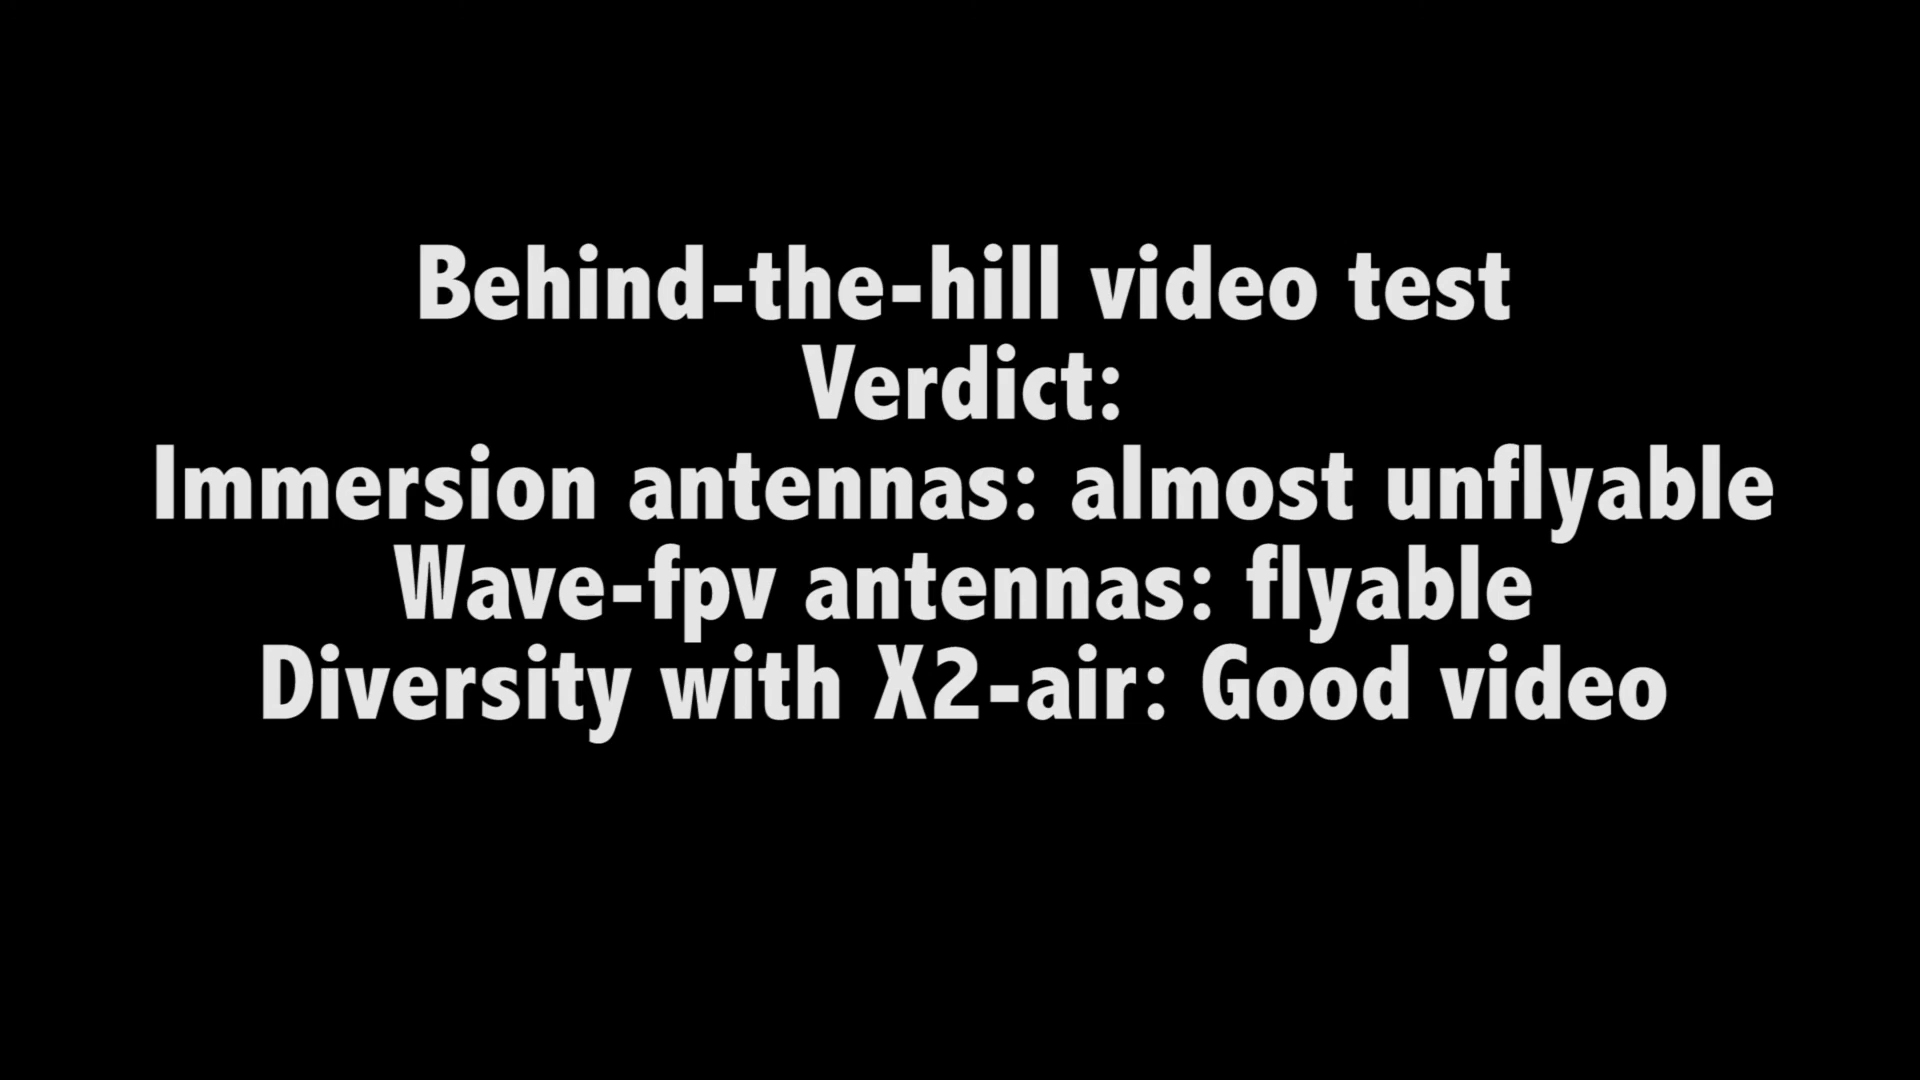 Behind-the-hill video test
Verdict:
Immersion antennas: almost unflyable
Wave-fpv antennas: flyable
Diversity with X2-air: Good video